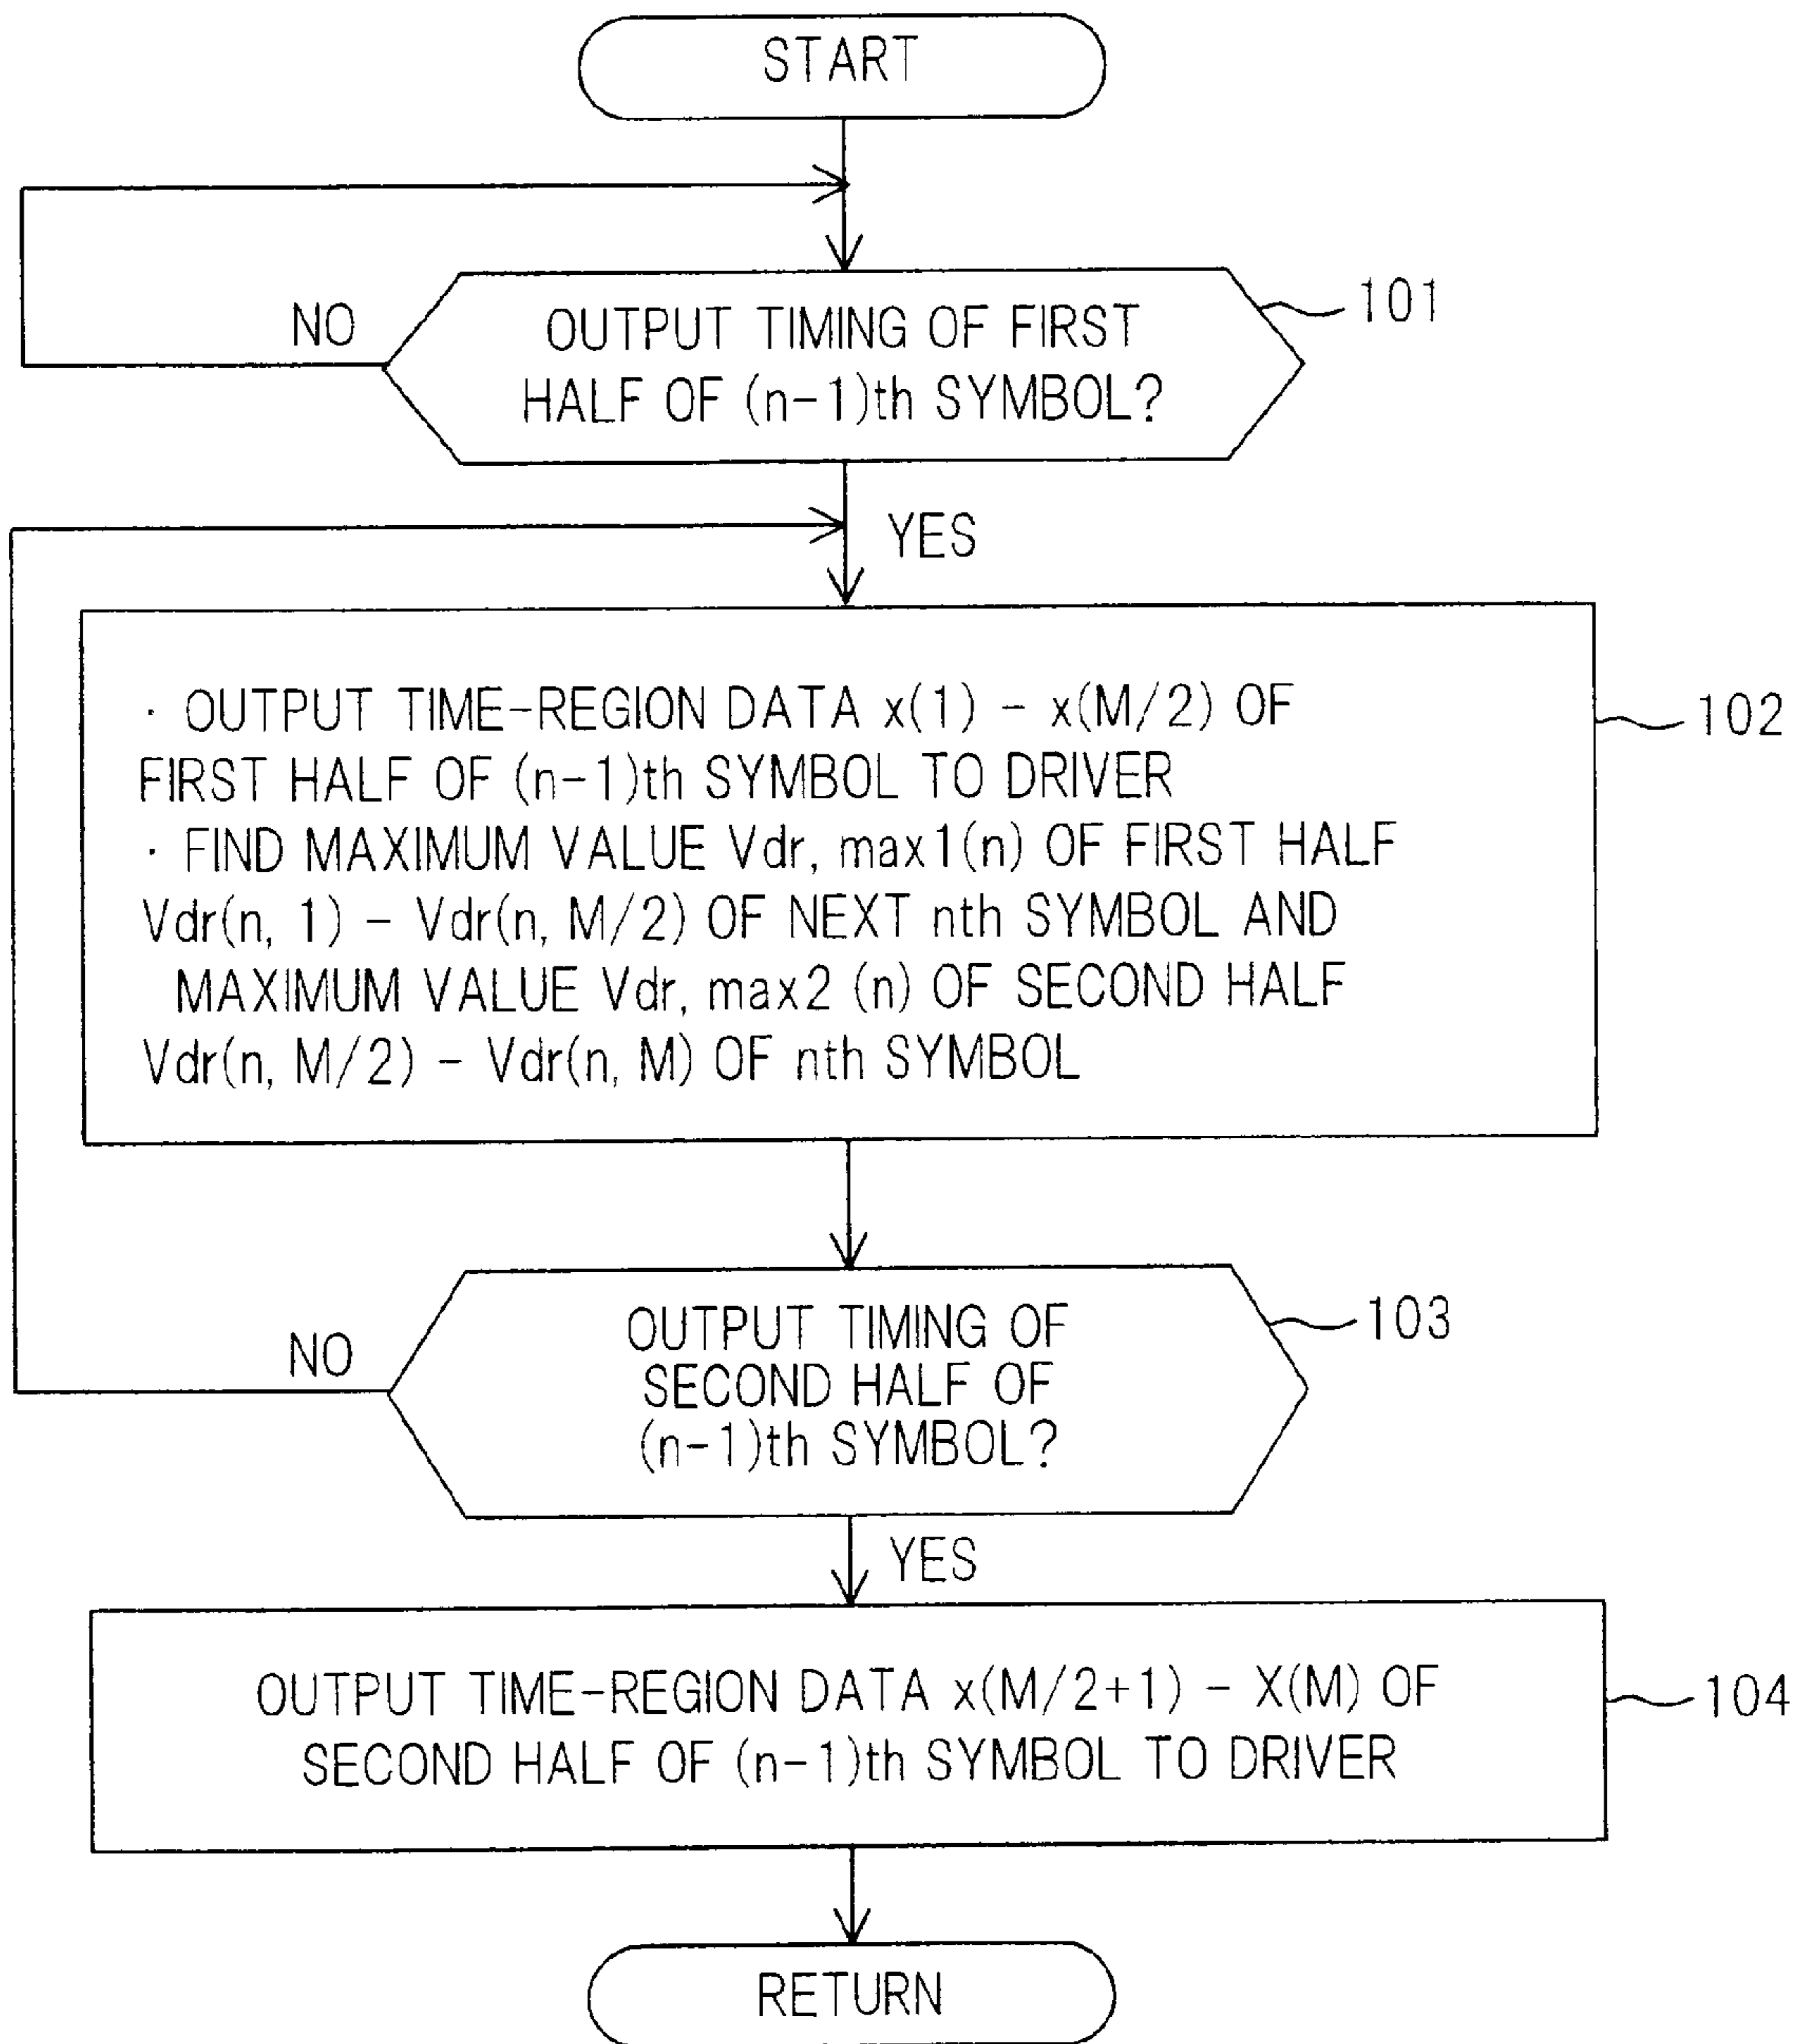 START
NO
OUTPUT TIMING OF FIRST
HALF OF (n-1)th SYMBOL?
101
YES
· OUTPUT TIME-REGION DATA x(1) - x(M/2) OF
FIRST HALF OF (n-1)th SYMBOL TO DRIVER
· FIND MAXIMUM VALUE Vdr, max1(n) OF FIRST HALF
Vdr(n, 1) - Vdr(n, M/2) OF NEXT nth SYMBOL AND
MAXIMUM VALUE Vdr, max2 (n) OF SECOND HALF
Vdr(n, M/2) - Vdr(n, M) OF nth SYMBOL
102
NO
OUTPUT TIMING OF
SECOND HALF OF
(n-1)th SYMBOL?
103
YES
OUTPUT TIME-REGION DATA x(M/2+1) - X(M) OF
SECOND HALF OF (n-1)th SYMBOL TO DRIVER
104
RETURN